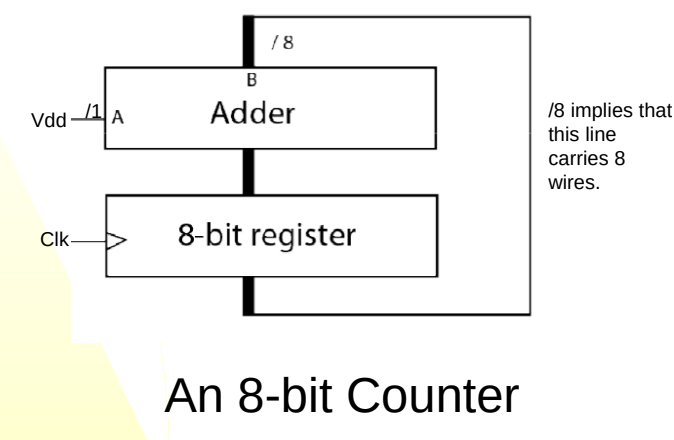 / 8
B
Vdd /1 A Adder
/8 implies that
this line
carries 8
wires.
Clk 8-bit register
An 8-bit Counter